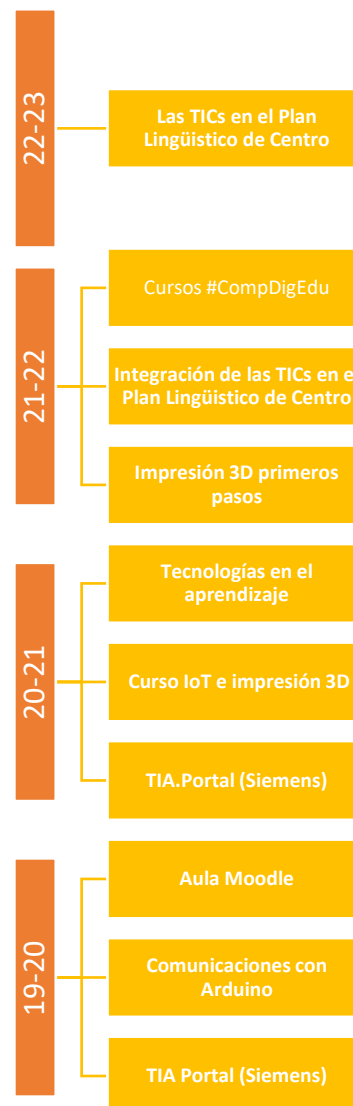 22-23
Las TICs en el Plan
Lingüistico de Centro
21-22
Cursos #CompDigEdu
Integración de las TICs en e
Plan Lingüistico de Centro
Impresión 3D primeros
pasos
20-21
Tecnologías en el
aprendizaje
Curso IoT e impresión 3D
TIA.Portal (Siemens)
19-20
Aula Moodle
Comunicaciones con
Arduino
TIA Portal (Siemens)